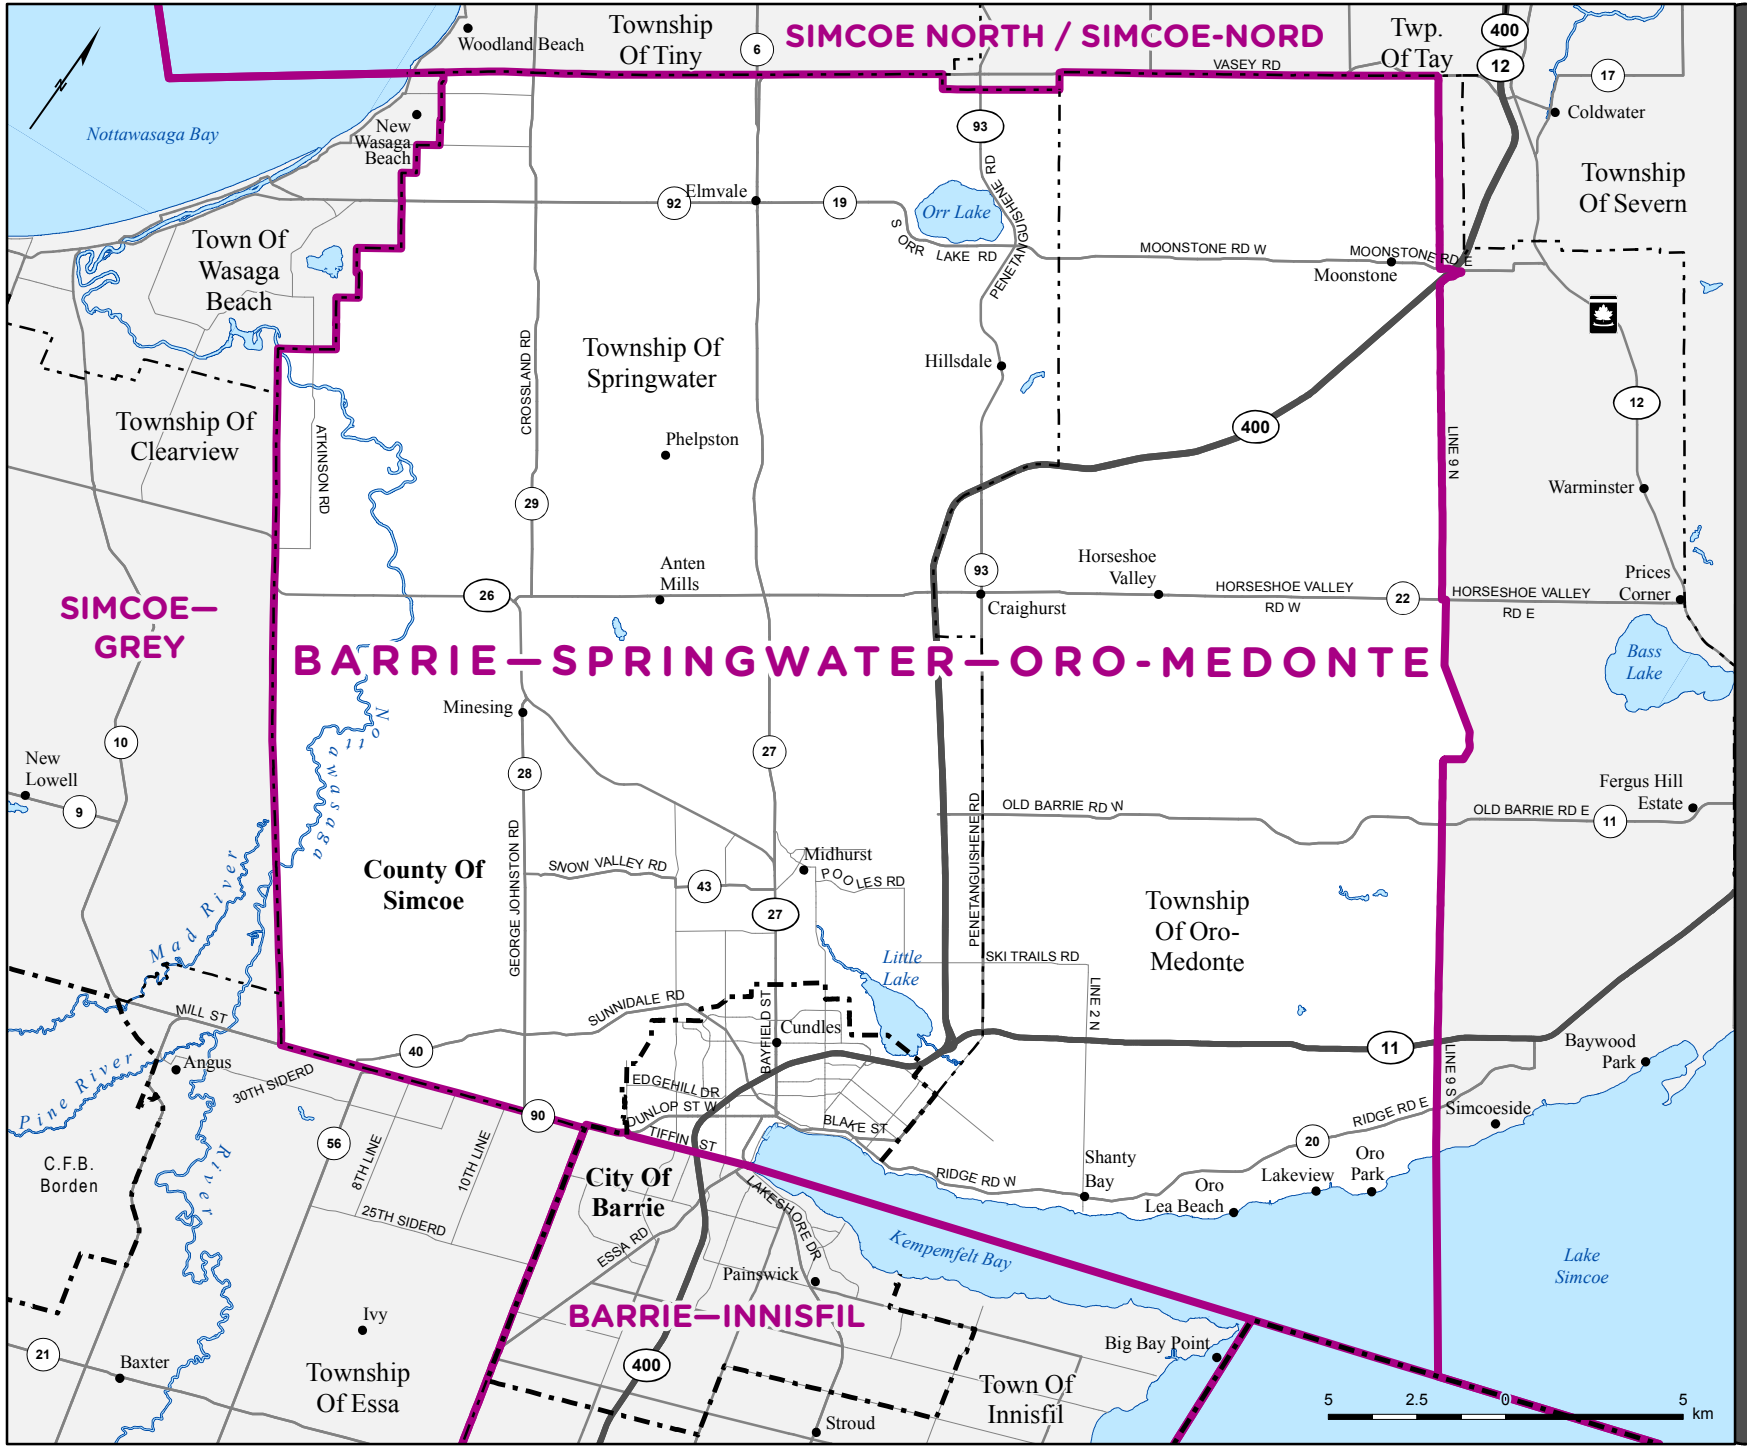 Woodland Beach
Township
Of Tiny
6
SIMCOE NORTH / SIMCOE-NORD
Twp.
Of Tay
400
12
17
VASEY RD
Coldwater
Nottawasaga Bay
New
Wasaga
Beach
93
PENETANGUISHENE RD
Township
Of Severn
92
Elmvale
19
Orr Lake
S ORR LAKE RD
MOONSTONE RD W
MOONSTONE RD E
Moonstone
Town Of
Wasaga
Beach
CROSSLAND RD
Township Of
Springwater
Hillsdale
12
Township Of
Clearview
ATKINSON RD
Phelpston
400
LINE 9 N
Warminster
29
Anten
Mills
93
Horseshoe
Valley
26
Craighurst
HORSESHOE VALLEY
RD W
22
HORSESHOE VALLEY
RD E
Prices
Corner
SIMCOE—
GREY
BARRIE—SPRINGWATER—ORO-MEDONTE
Bass
Lake
Minesing
Nottawasaga
10
27
New
Lowell
9
28
Fergus Hill
Estate
OLD BARRIE RD W
OLD BARRIE RD E
11
PENETANGUISHENE RD
GEORGE JOHNSTON RD
County Of
Simcoe
SNOW VALLEY RD
43
Midhurst
POOLES RD
27
Township
Of Oro-
Medonte
Mad River
Little
Lake
SKI TRAILS RD
LINE 2 N
MILL ST
SUNNIDALE RD
BAYFIELD ST
Cundles
40
11
LINE 9 S
Baywood
Park
Angus
Pine River
30TH SIDERD
EDGEHILL DR
DUNLOP ST W
90
TIFFIN ST
BLAKE ST
RIDGE RD E
Simcoeside
20
56
8TH LINE
10TH LINE
River
C.F.B.
Borden
City Of
Barrie
RIDGE RD W
Shanty
Bay
Oro
Lea Beach
Lakeview
Oro
Park
25TH SIDERD
ESSA RD
LAKESHORE DR
Kempenfelt Bay
Lake
Simcoe
Painswick
Ivy
BARRIE—INNISFIL
Big Bay Point
21
Baxter
400
Township
Of Essa
Town Of
Innisfil
Stroud
5 2.5 0 5
km